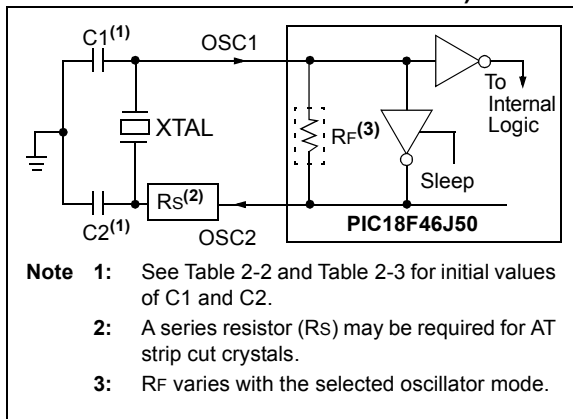 C1(1)
OSC1
To
Internal
Logic
XTAL
RF(3)
Sleep
C2(1)
RS(2)
OSC2
PIC18F46J50
Note 1: See Table 2-2 and Table 2-3 for initial values
of C1 and C2.
2: A series resistor (RS) may be required for AT
strip cut crystals.
3: RF varies with the selected oscillator mode.